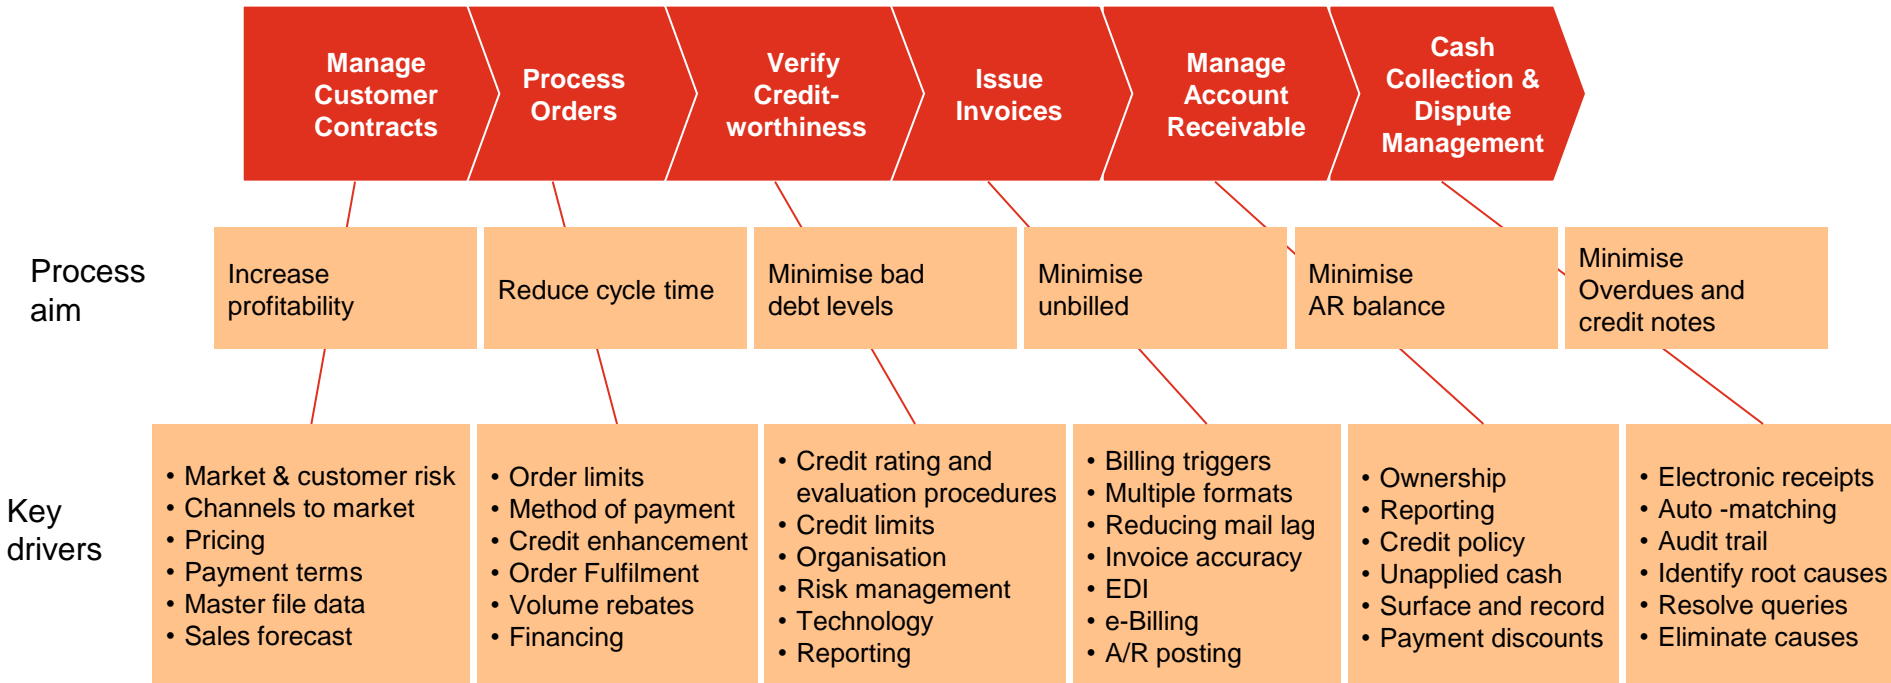 Manage
Customer
Contracts
Process
Orders
Verify
Credit-
worthiness
Issue
Invoices
Manage
Account
Receivable
Cash
Collection &
Dispute
Management
Process
aim
Increase
profitability
Reduce cycle time
Minimise bad
debt levels
Minimise
unbilled
Minimise
AR balance
Minimise
Overdues and
credit notes
Key
drivers
• Market & customer risk
• Channels to market
• Pricing
• Payment terms
• Master file data
• Sales forecast
• Order limits
• Method of payment
• Credit enhancement
• Order Fulfilment
• Volume rebates
• Financing
• Credit rating and
evaluation procedures
• Credit limits
• Organisation
• Risk management
• Technology
• Reporting
• Billing triggers
• Multiple formats
• Reducing mail lag
• Invoice accuracy
• EDI
• e-Billing
• A/R posting
• Ownership
• Reporting
• Credit policy
• Unapplied cash
• Surface and record
• Payment discounts
• Electronic receipts
• Auto -matching
• Audit trail
• Identify root causes
• Resolve queries
• Eliminate causes